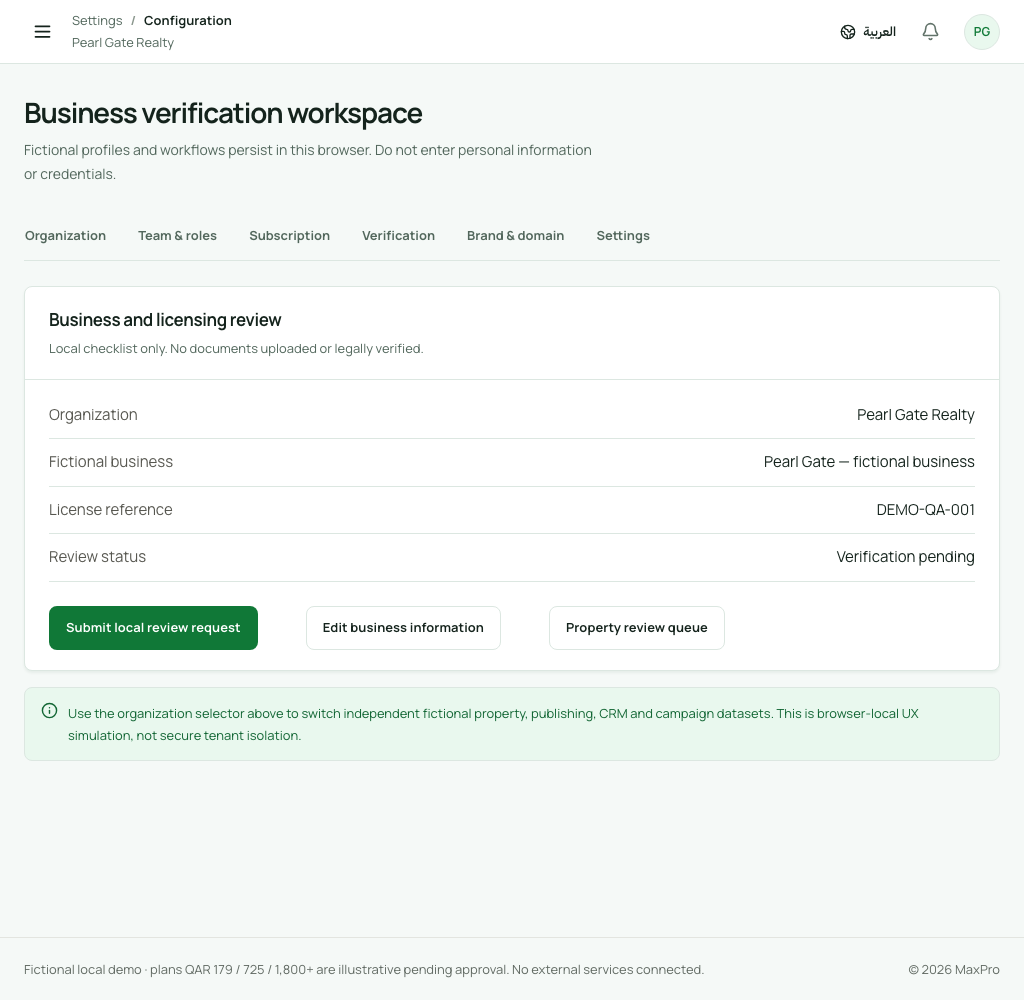 Settings / Configuration
Pearl Gate Realty
العربية
PG
Business verification workspace
Fictional profiles and workflows persist in this browser. Do not enter personal information
or credentials.
Organization Team & roles Subscription Verification Brand & domain Settings
Business and licensing review
Local checklist only. No documents uploaded or legally verified.
Organization Pearl Gate Realty
Fictional business Pearl Gate — fictional business
License reference DEMO-QA-001
Review status Verification pending
Submit local review request Edit business information Property review queue
Use the organization selector above to switch independent fictional property, publishing, CRM and campaign datasets. This is browser-local UX
simulation, not secure tenant isolation.
Fictional local demo · plans QAR 179 / 725 / 1,800+ are illustrative pending approval. No external services connected. © 2026 MaxPro